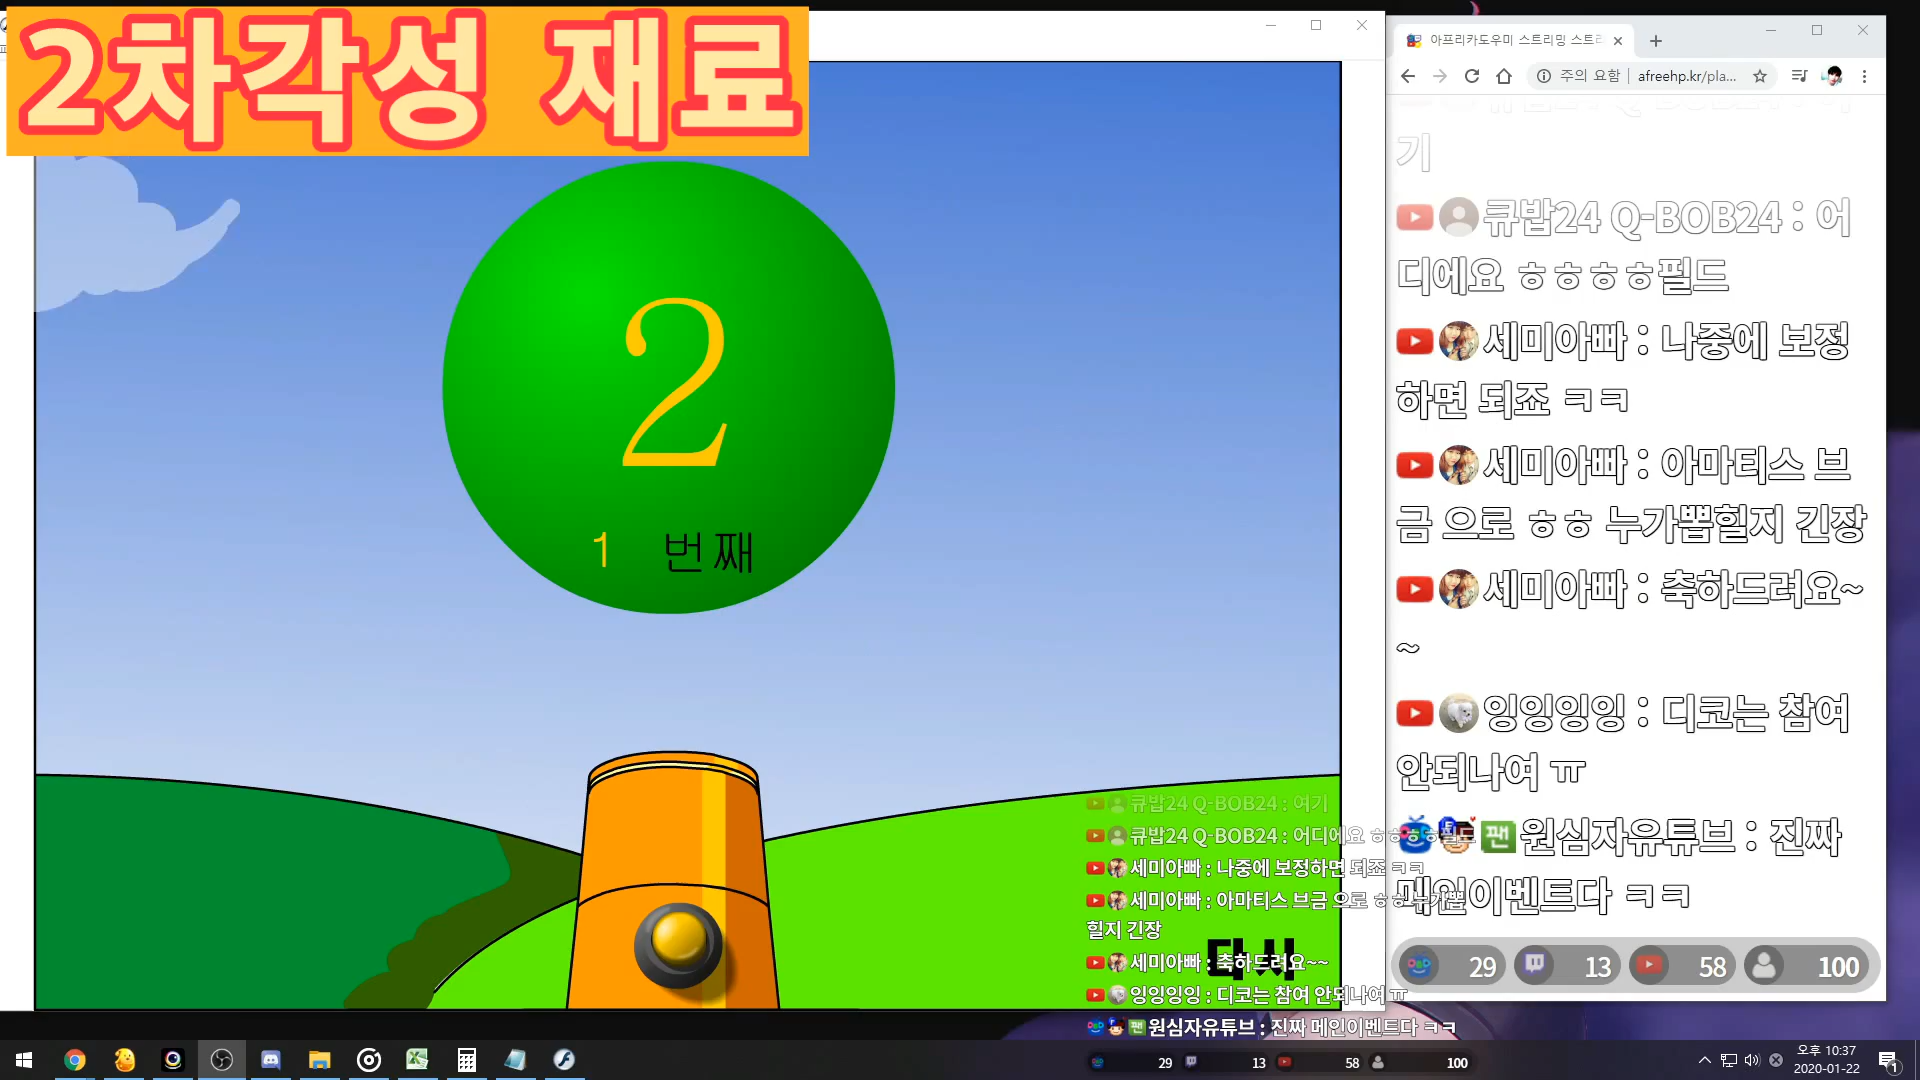 2차각성 재료
2
1 번째
다시
큐밥24 Q-BOB24 : 여기
큐밥24 Q-BOB24 : 어디에요 ㅎㅎㅎㅎ필드
세미아빠 : 나중에 보정하면 되죠 ㅋㅋ
세미아빠 : 아마티스 브금 으로 ㅎㅎ 누가뽑
힐지 긴장
세미아빠 : 축하드려요~~
잉잉잉잉 : 디코는 참여 안되나여 ㅠ
팬 원심자유튜브 : 진짜 메인이벤트다 ㅋㅋ
29 13 58 100
아프리카도우미 스트리밍 스트리
주의 요함 afreehp.kr/pla...
기
큐밥24 Q-BOB24 : 어
디에요 ㅎㅎㅎㅎ필드
세미아빠 : 나중에 보정
하면 되죠 ㅋㅋ
세미아빠 : 아마티스 브
금 으로 ㅎㅎ 누가뽑힐지 긴장
세미아빠 : 축하드려요~
~
잉잉잉잉 : 디코는 참여
안되나여 ㅠ
팬 원심자유튜브 : 진짜
메인이벤트다 ㅋㅋ
29 13 58 100
오후 10:37
2020-01-22
1